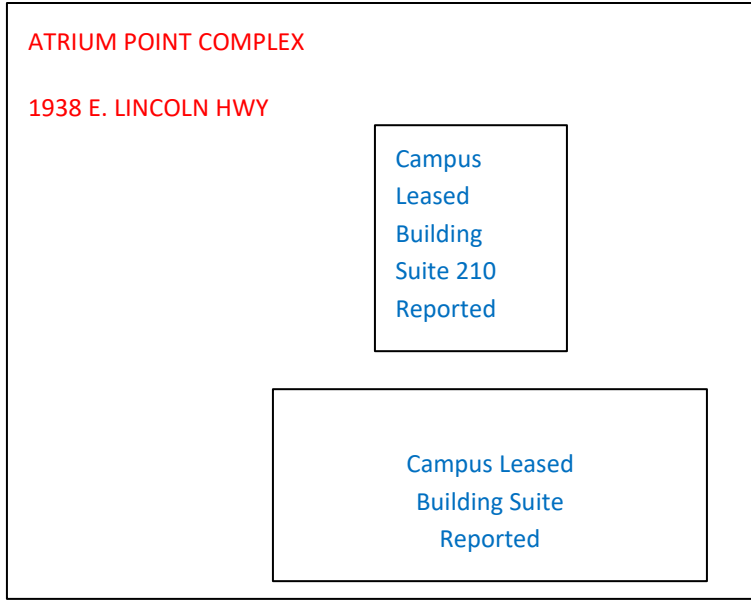 ATRIUM POINT COMPLEX
1938 E. LINCOLN HWY
Campus
Leased
Building
Suite 210
Reported
Campus Leased
Building Suite
Reported